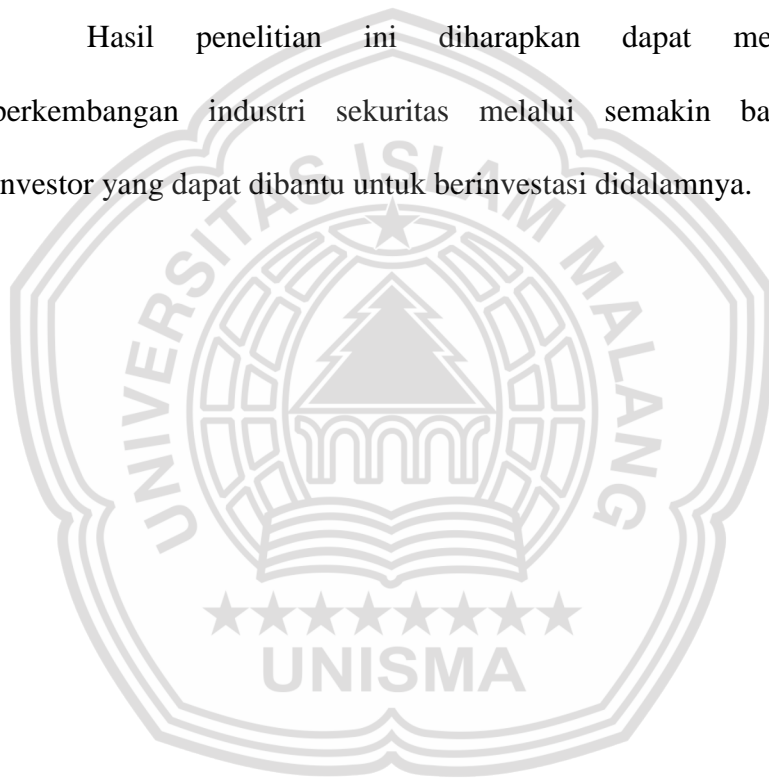 Hasil penelitian ini diharapkan dapat me
perkembangan industri sekuritas melalui semakin ba
nvestor yang dapat dibantu untuk berinvestasi didalamnya.
UNIVERSITAS ISLAM MALANG
UNISMA